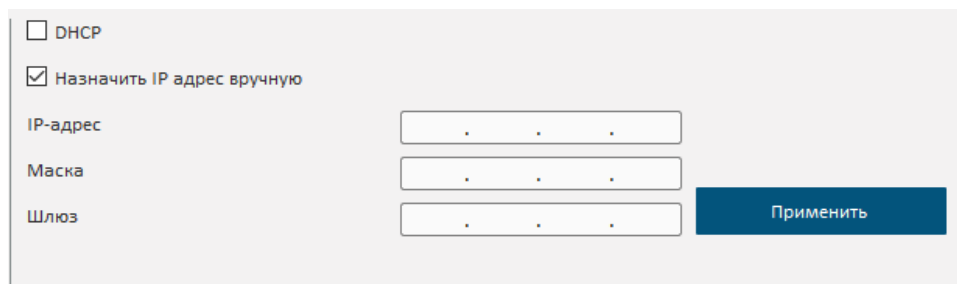 DHCP
Назначить IP адрес вручную
IP-адрес . . .
Маска . . .
Шлюз . . .
Применить